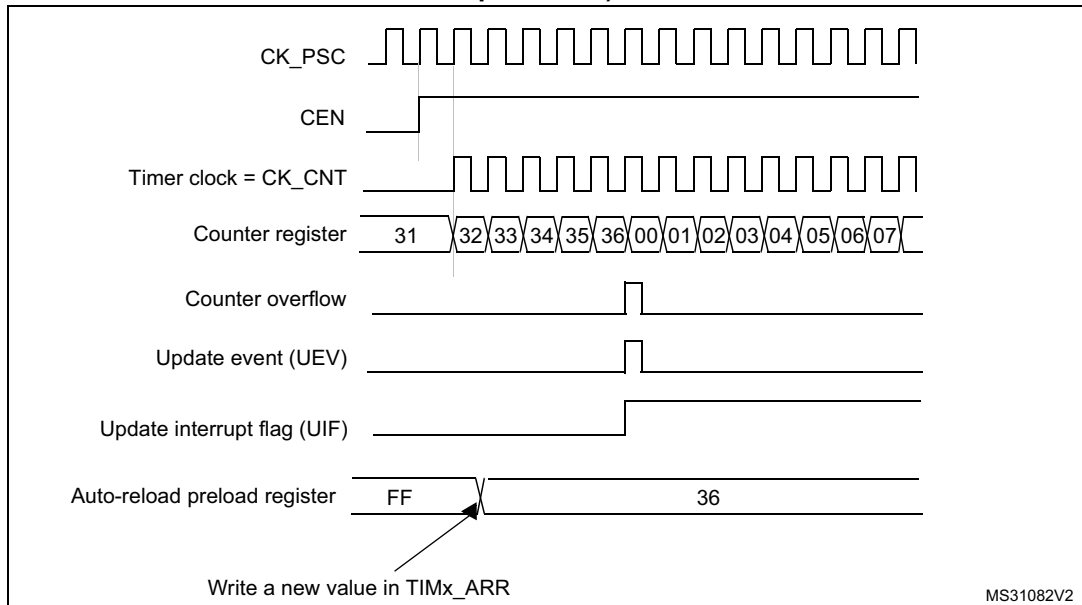 CK_PSC
CEN
Timer clock = CK_CNT
Counter register 31 32 33 34 35 36 00 01 02 03 04 05 06 07
Counter overflow
Update event (UEV)
Update interrupt flag (UIF)
Auto-reload preload register FF 36
Write a new value in TIMx_ARR
MS31082V2